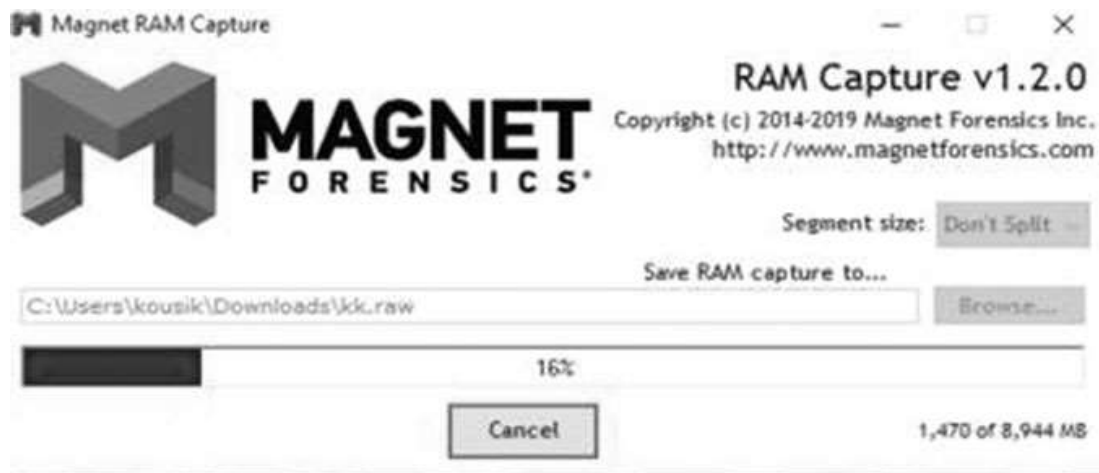 Magnet RAM Capture
MAGNET
FORENSICS
RAM Capture v1.2.0
Copyright (c) 2014-2019 Magnet Forensics Inc.
http://www.magnetforensics.com
Segment size: Don't Split
Save RAM capture to...
C:\Users\kousik\Downloads\kk.raw Browse...
16%
Cancel
1,470 of 8,944 MB